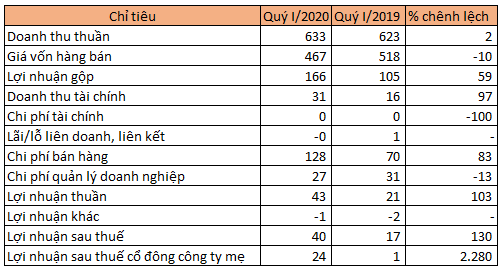 Chỉ tiêu Quý I/2020 Quý I/2019 % chênh lệch
Doanh thu thuần 633 623 2
Giá vốn hàng bán 467 518 -10
Lợi nhuận gộp 166 105 59
Doanh thu tài chính 31 16 97
Chi phí tài chính 0 0 -100
Lãi/lỗ liên doanh, liên kết -0 1 -
Chi phí bán hàng 128 70 83
Chi phí quản lý doanh nghiệp 27 31 -13
Lợi nhuận thuần 43 21 103
Lợi nhuận khác -1 -2 -
Lợi nhuận sau thuế 40 17 130
Lợi nhuận sau thuế cổ đông công ty mẹ 24 1 2.280